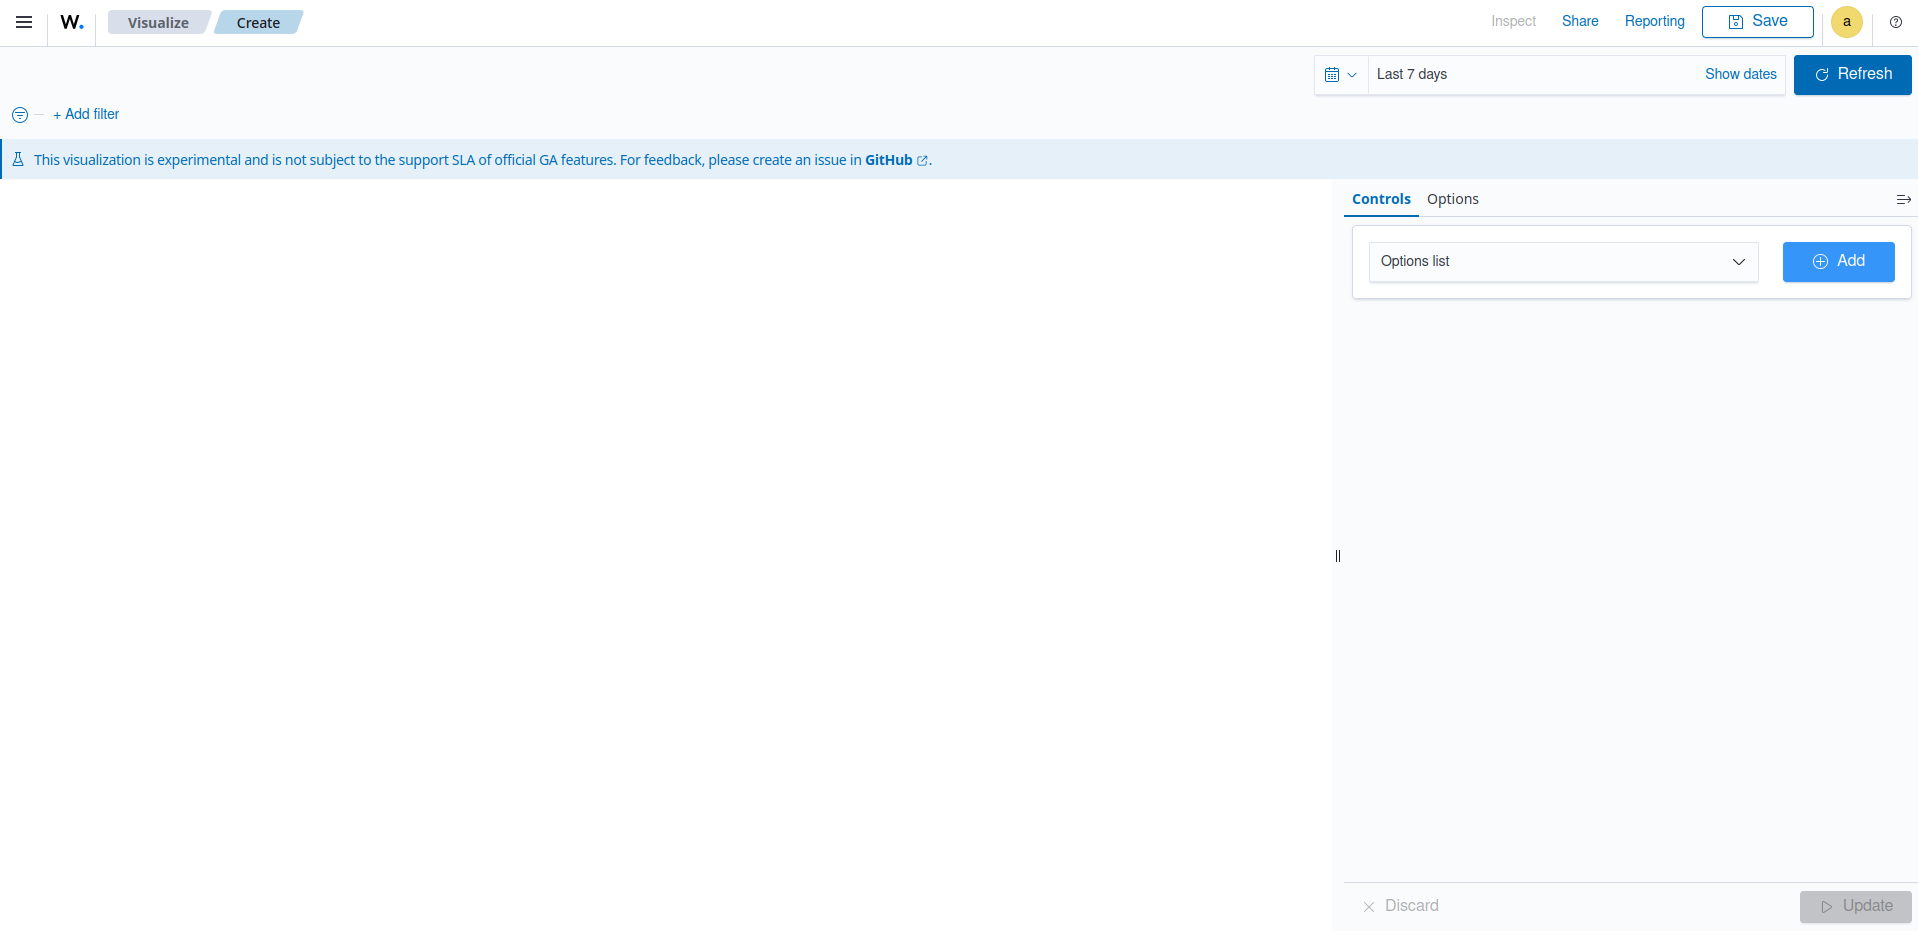 W.
Visualize
Create
Inspect
Share
Reporting
Save
a
Last 7 days
Show dates
Refresh
+ Add filter
This visualization is experimental and is not subject to the support SLA of official GA features. For feedback, please create an issue in GitHub.
Controls
Options
Options list
Add
Discard
Update